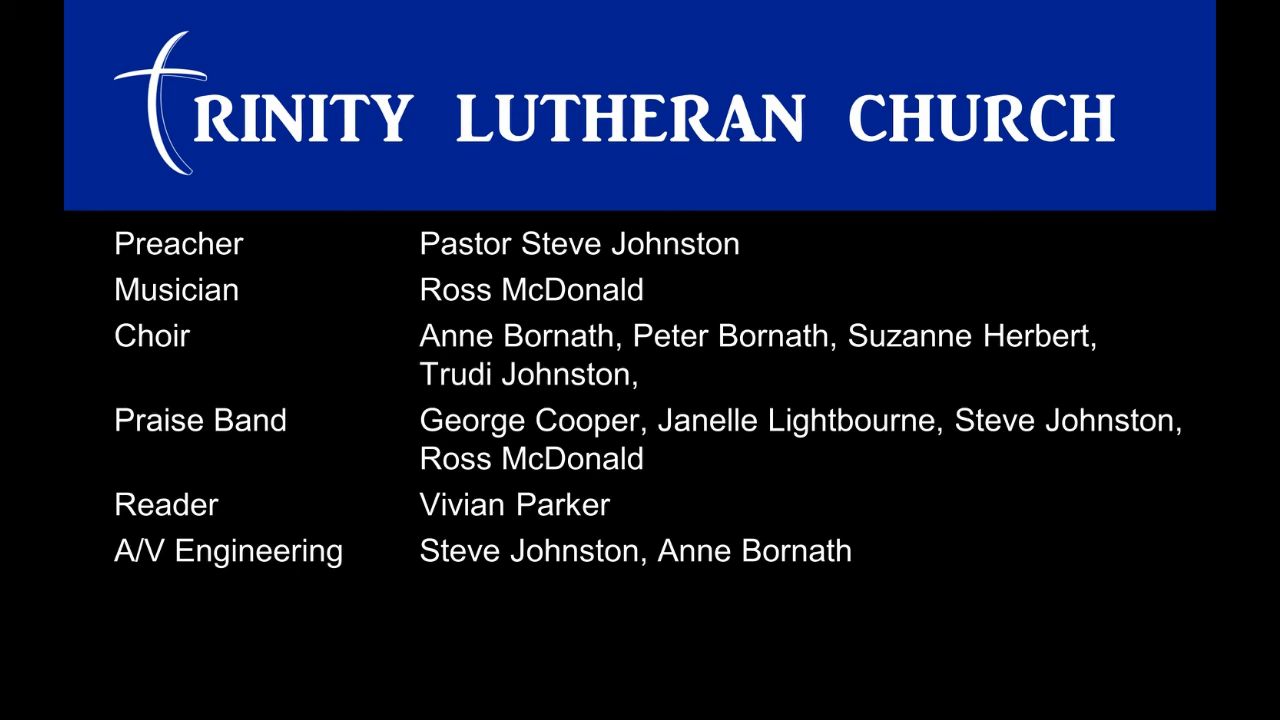 TRINITY LUTHERAN CHURCH
Preacher Pastor Steve Johnston
Musician Ross McDonald
Choir Anne Bornath, Peter Bornath, Suzanne Herbert,
Trudi Johnston,
Praise Band George Cooper, Janelle Lightbourne, Steve Johnston,
Ross McDonald
Reader Vivian Parker
A/V Engineering Steve Johnston, Anne Bornath